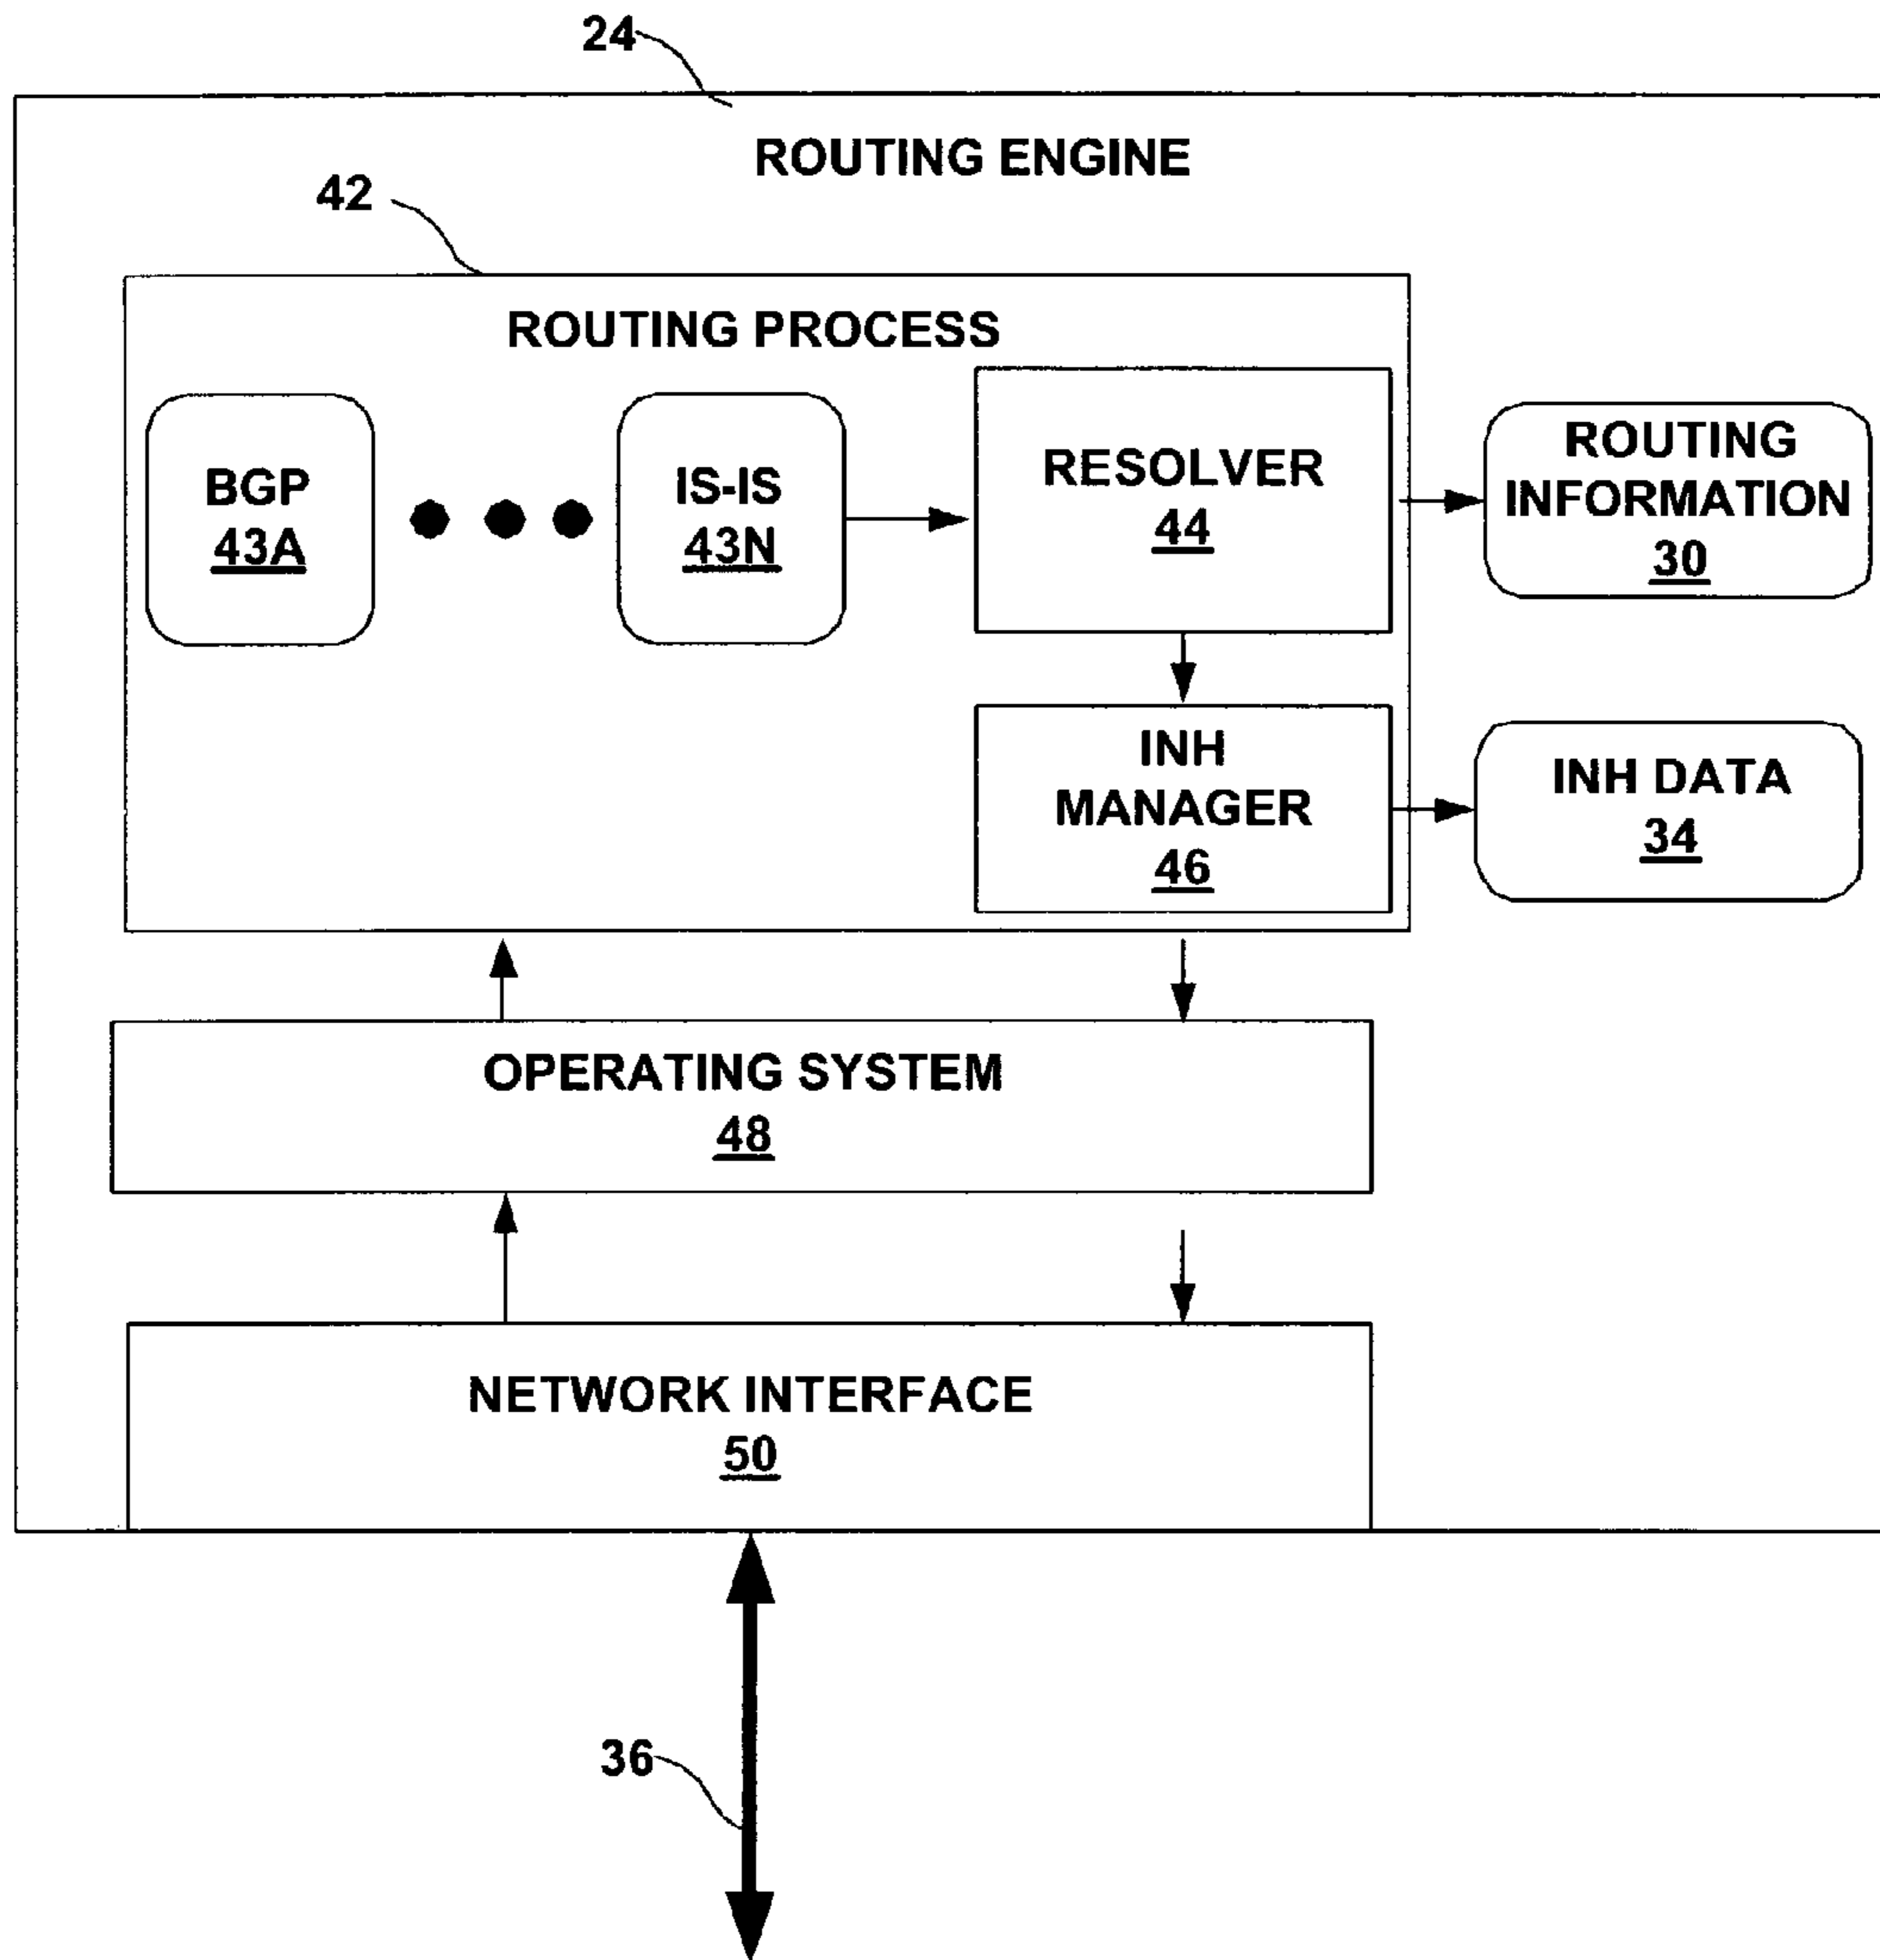 24
ROUTING ENGINE
42
ROUTING PROCESS
BGP
43A
IS-IS
43N
RESOLVER
44
ROUTING
INFORMATION
30
INH
MANAGER
46
INH DATA
34
OPERATING SYSTEM
48
NETWORK INTERFACE
50
36